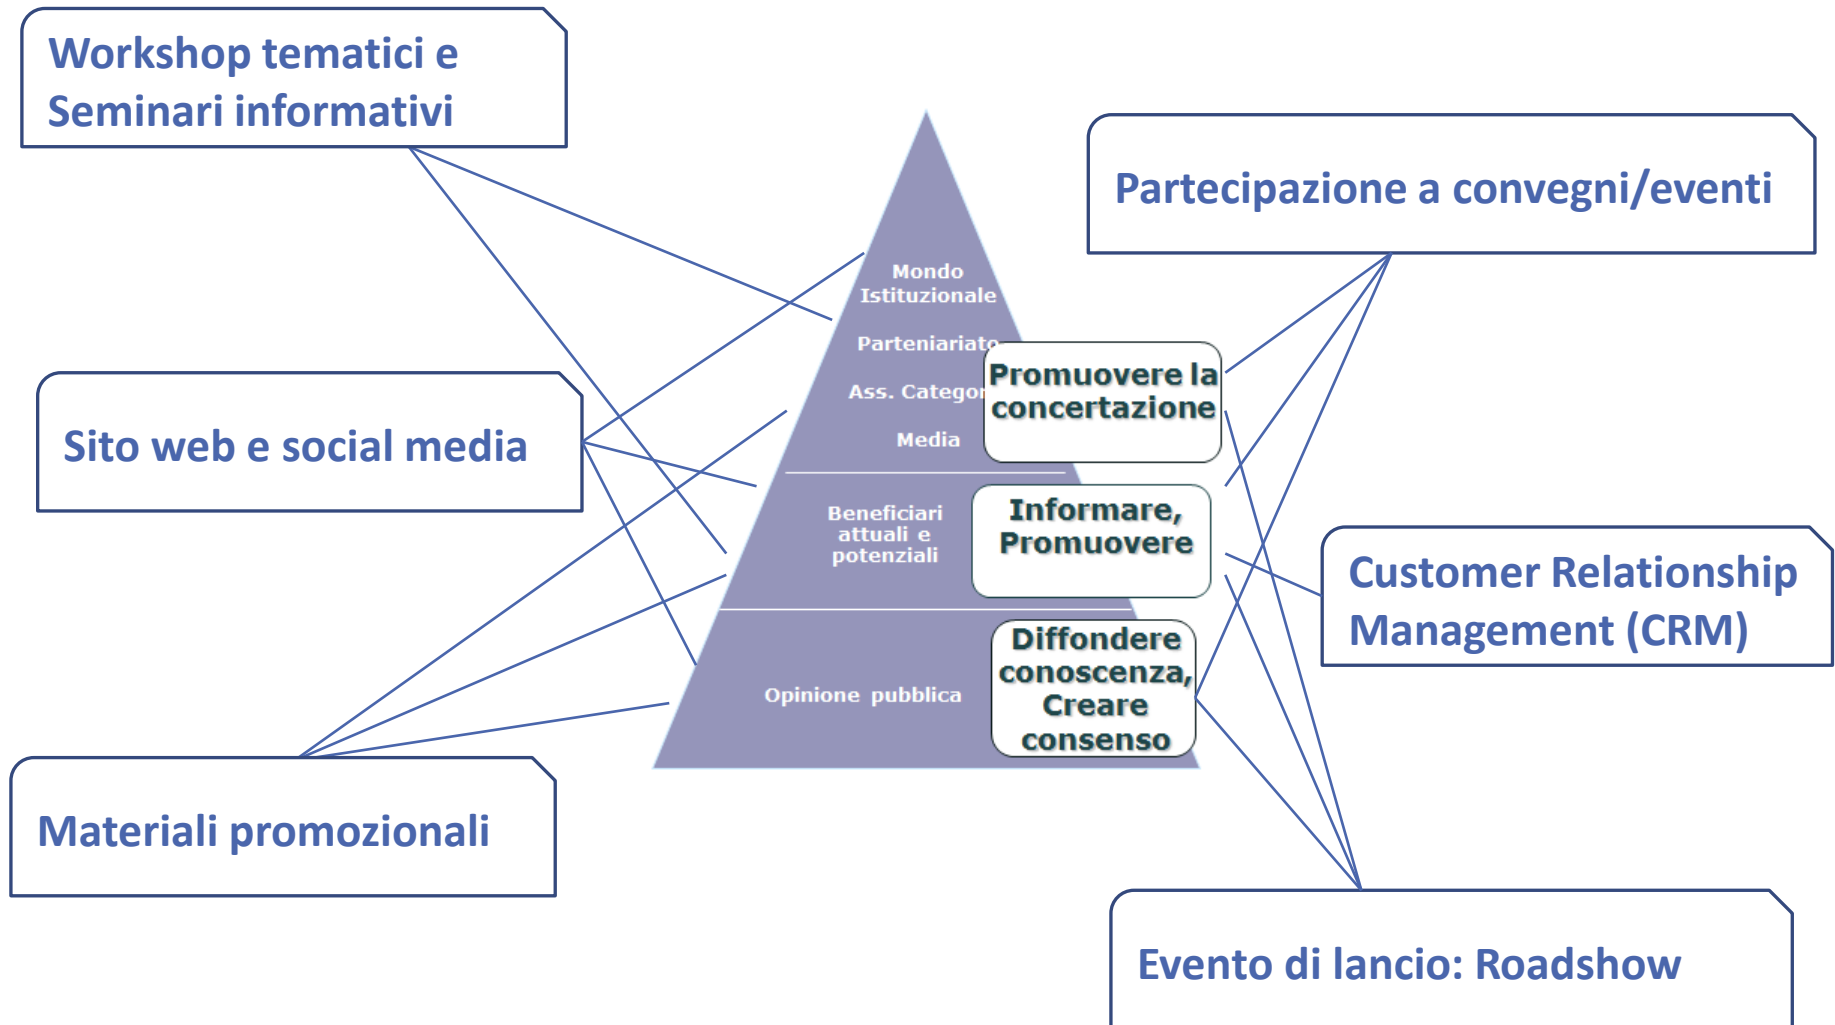 Workshop tematici e
Seminari informativi
Partecipazione a convegni/eventi
Mondo
Istituzionale
Parteniariato
Ass. Categor
Media
Promuovere la
concertazione
Sito web e social media
Beneficiari
attuali e
potenziali
Informare,
Promuovere
Customer Relationship
Management (CRM)
Opinione pubblica
Diffondere
conoscenza,
Creare
consenso
Materiali promozionali
Evento di lancio: Roadshow